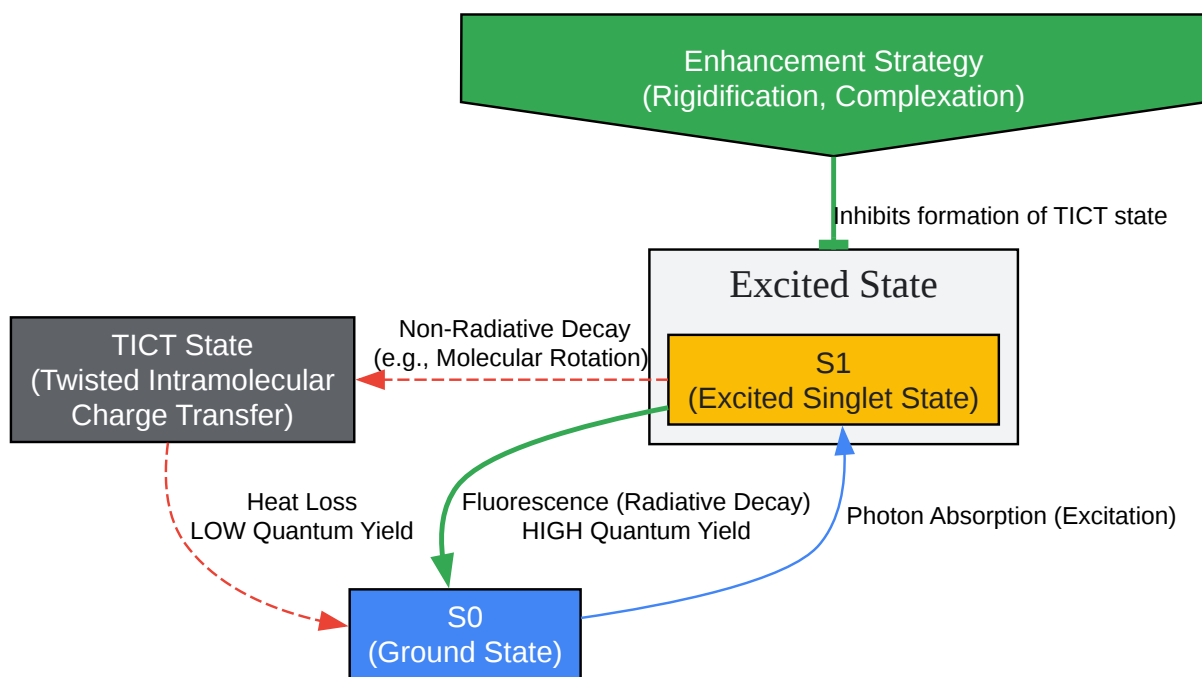 Enhancement Strategy
(Rigidification, Complexation)
Inhibits formation of TICT state
Excited State
Non-Radiative Decay
(e.g., Molecular Rotation)
TICT State
(Twisted Intramolecular
Charge Transfer)
S1
(Excited Singlet State)
Heat Loss
LOW Quantum Yield
Fluorescence (Radiative Decay)
HIGH Quantum Yield
Photon Absorption (Excitation)
S0
(Ground State)